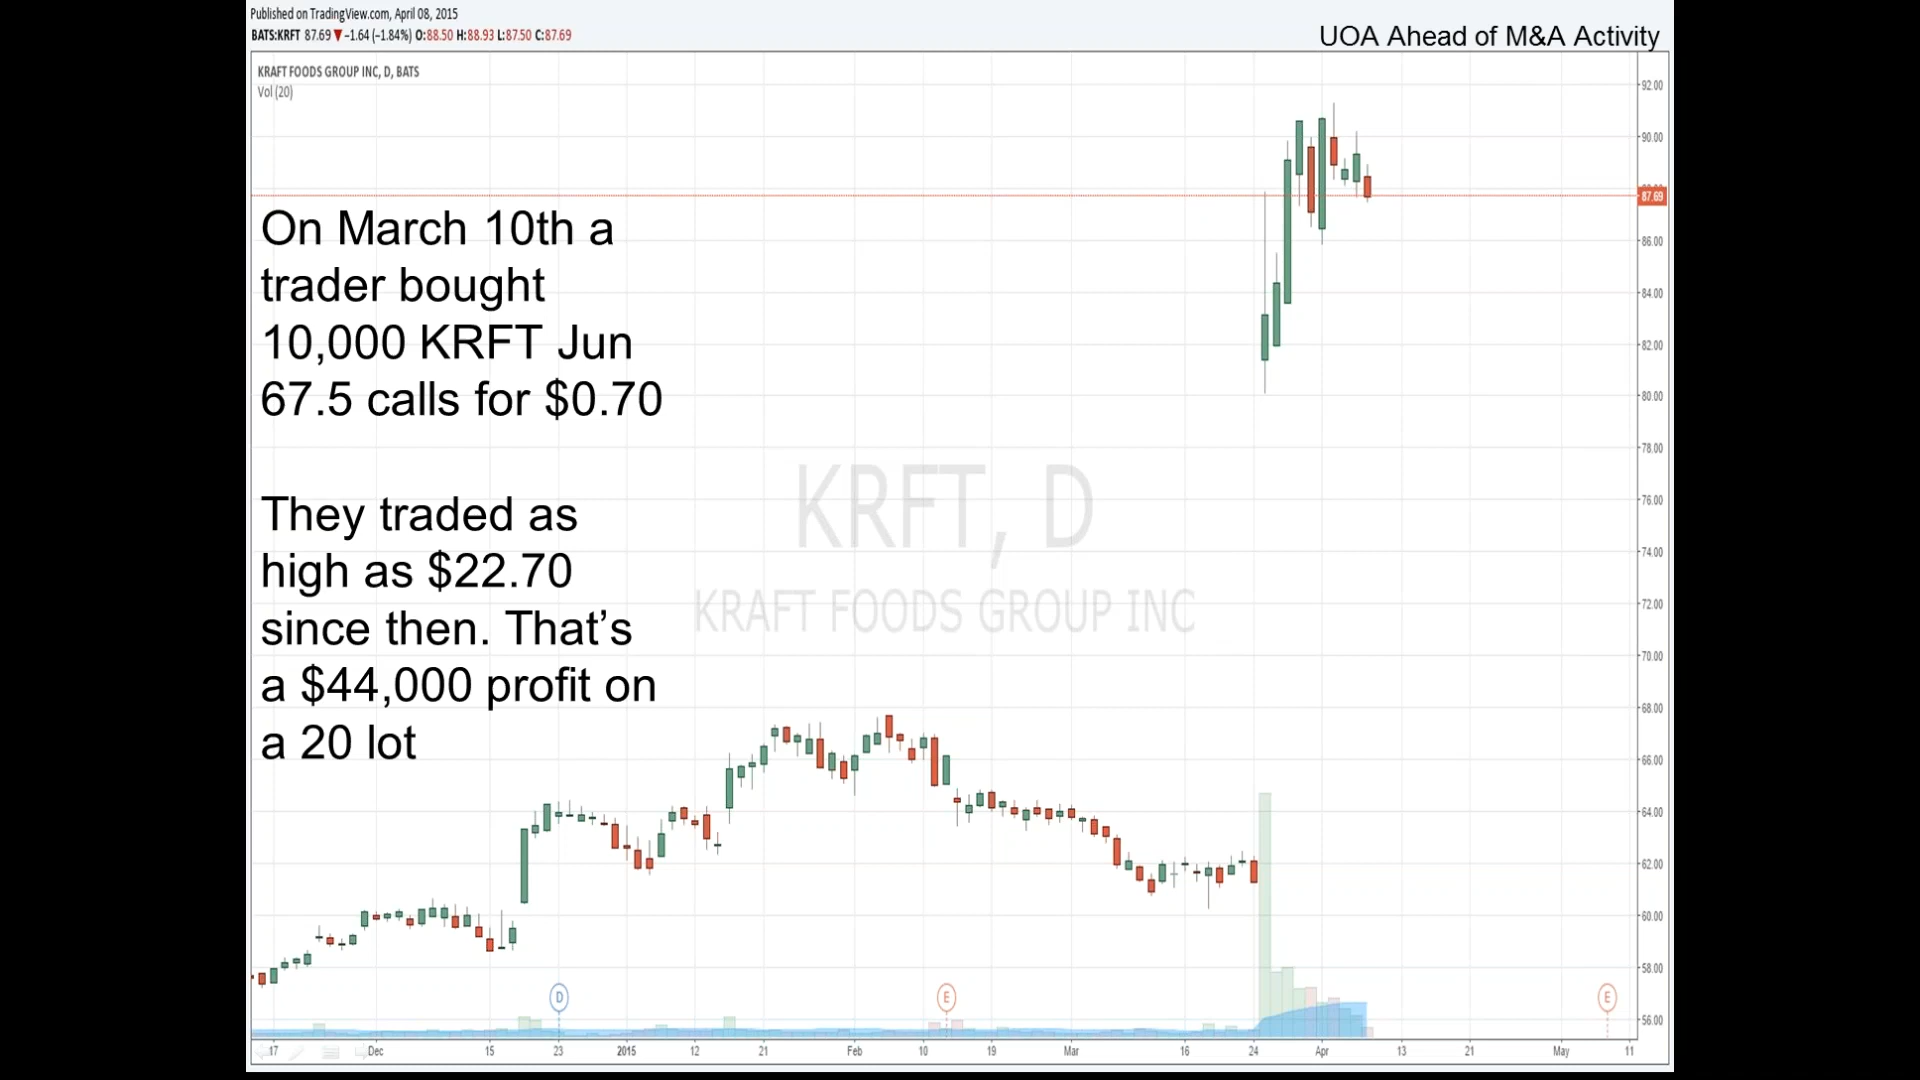 Published on TradingView.com, April 08, 2015
BATS:KRFT 87.69 ▼ −1.64 (−1.84%) O:88.50 H:88.93 L:87.50 C:87.69
UOA Ahead of M&A Activity
KRAFT FOODS GROUP INC, D, BATS
Vol (20)
On March 10th a
trader bought
10,000 KRFT Jun
67.5 calls for $0.70
They traded as
high as $22.70
since then. That’s
a $44,000 profit on
a 20 lot
KRFT, D
KRAFT FOODS GROUP INC
92.00
90.00
87.69
86.00
84.00
82.00
80.00
78.00
76.00
74.00
72.00
70.00
68.00
66.00
64.00
62.00
60.00
58.00
56.00
D E E
17 Dec 15 23 2015 12 21 Feb 10 19 Mar 16 24 Apr 13 21 May 11